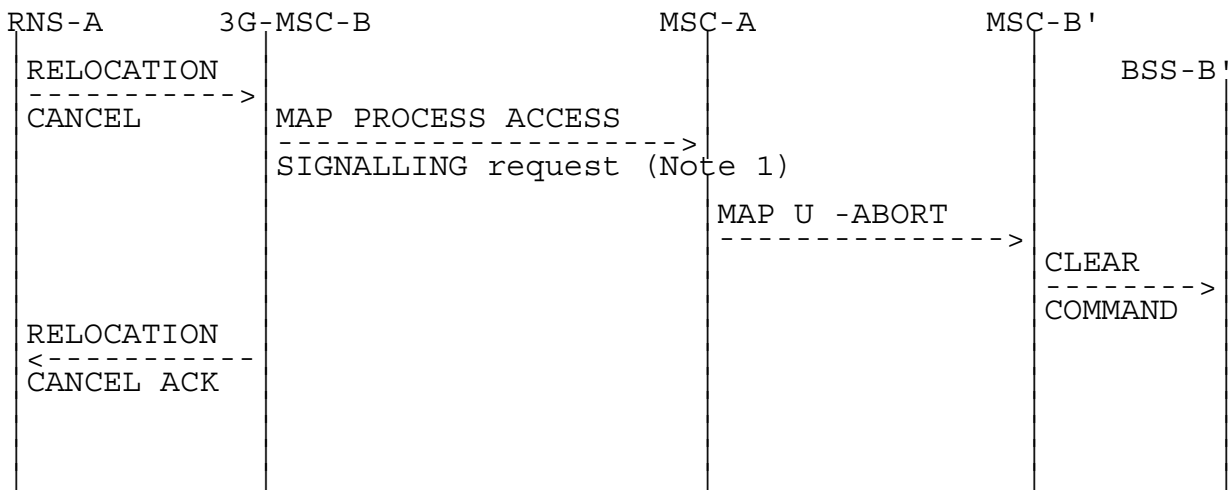 RNS-A 3G-MSC-B MSC-A MSC-B'
RELOCATION BSS-B'
CANCEL MAP PROCESS ACCESS
SIGNALLING request (Note 1)
MAP U -ABORT
CLEAR
COMMAND
RELOCATION
CANCEL ACK